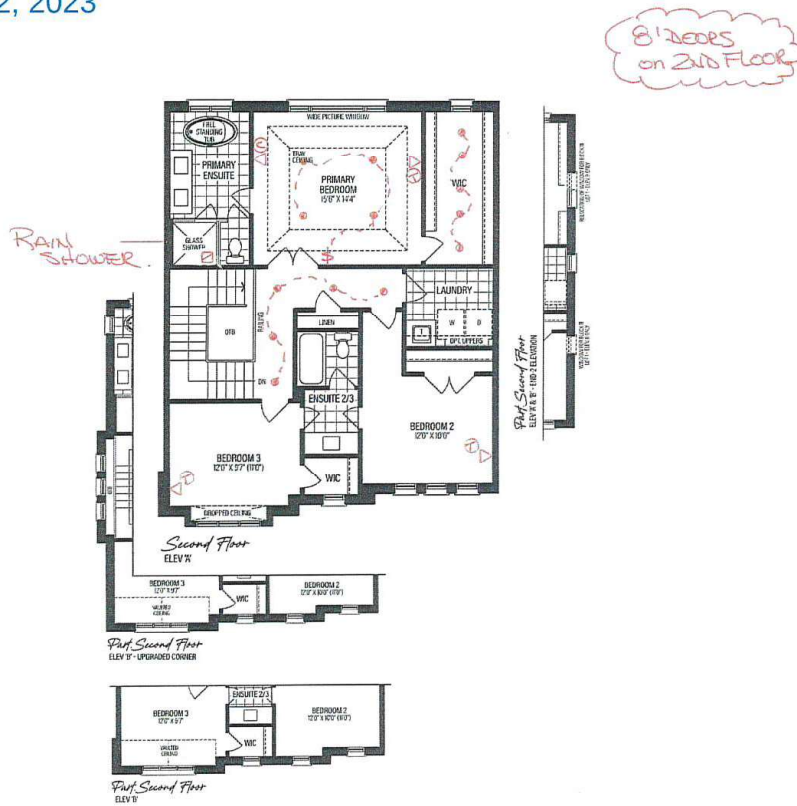 2, 2023
8' DOORS
on 2ND FLOOR
WIDE PICTURE WINDOW
FREE
STANDING
TUB
PRIMARY
ENSUITE
TRAY
CEILING
PRIMARY
BEDROOM
15'6" X 14'4"
WIC
RAIN
SHOWER
GLASS
SHOWER
$
LAUNDRY
W
D
OPT. UPPERS
LINEN
RAILING
OTB
DN
ENSUITE 2/3
BEDROOM 2
12'0" X 10'6"
BEDROOM 3
12'0" X 9'7" (11'0")
WIC
DROPPED CEILING
Second Floor
ELEV 'A'
Part Second Floor
ELEV 'A' & 'B' - END 2 ELEVATION
BEDROOM 3
12'0" X 9'7"
VAULTED
CEILING
WIC
BEDROOM 2
12'0" X 10'0" (11'0")
Part Second Floor
ELEV 'B' - UPGRADED CORNER
BEDROOM 3
12'0" X 9'7"
ENSUITE 2/3
BEDROOM 2
12'0" X 10'0" (11'0")
VAULTED
CEILING
WIC
Part Second Floor
ELEV 'B'